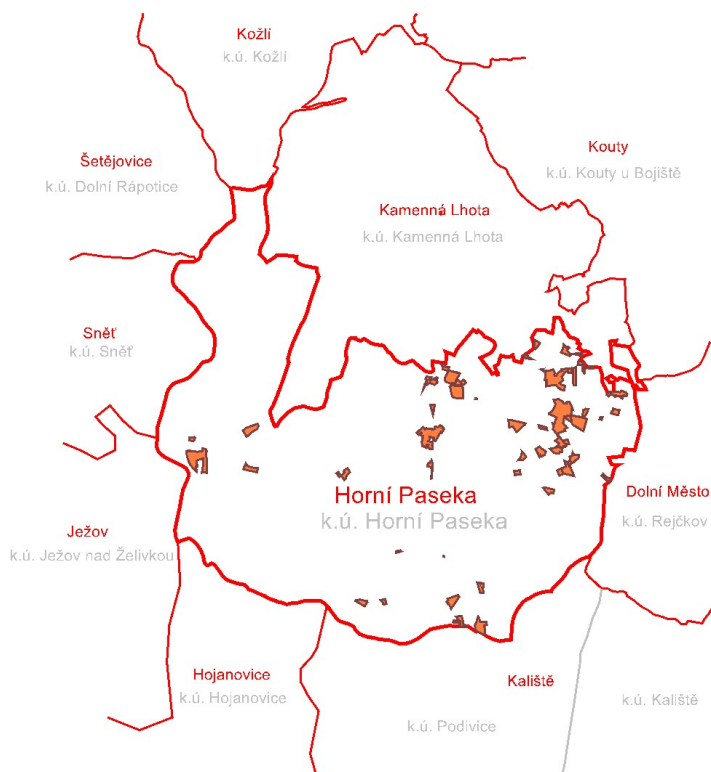 Kožlí
k.ú. Kožlí
Šetějovice
k.ú. Dolní Rápotice
Kouty
k.ú. Kouty u Bojiště
Kamenná Lhota
k.ú. Kamenná Lhota
Sněť
k.ú. Sněť
Horní Paseka
k.ú. Horní Paseka
Dolní Město
k.ú. Rejčkov
Ježov
k.ú. Ježov nad Želivkou
Hojanovice
k.ú. Hojanovice
Kaliště
k.ú. Kaliště
k.ú. Podivice